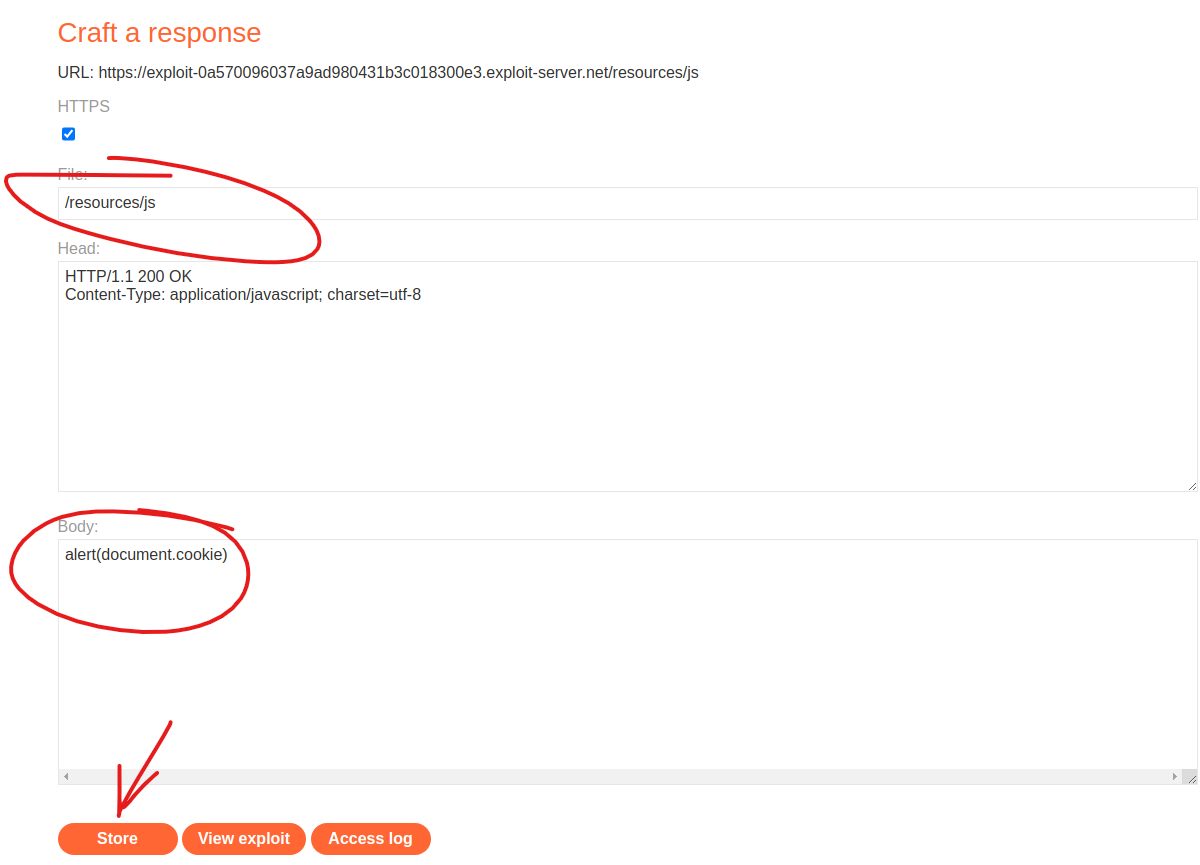 Craft a response
URL: https://exploit-0a570096037a9ad980431b3c018300e3.exploit-server.net/resources/js
HTTPS
File:
/resources/js
Head:
HTTP/1.1 200 OK
Content-Type: application/javascript; charset=utf-8
Body:
alert(document.cookie)
Store View exploit Access log